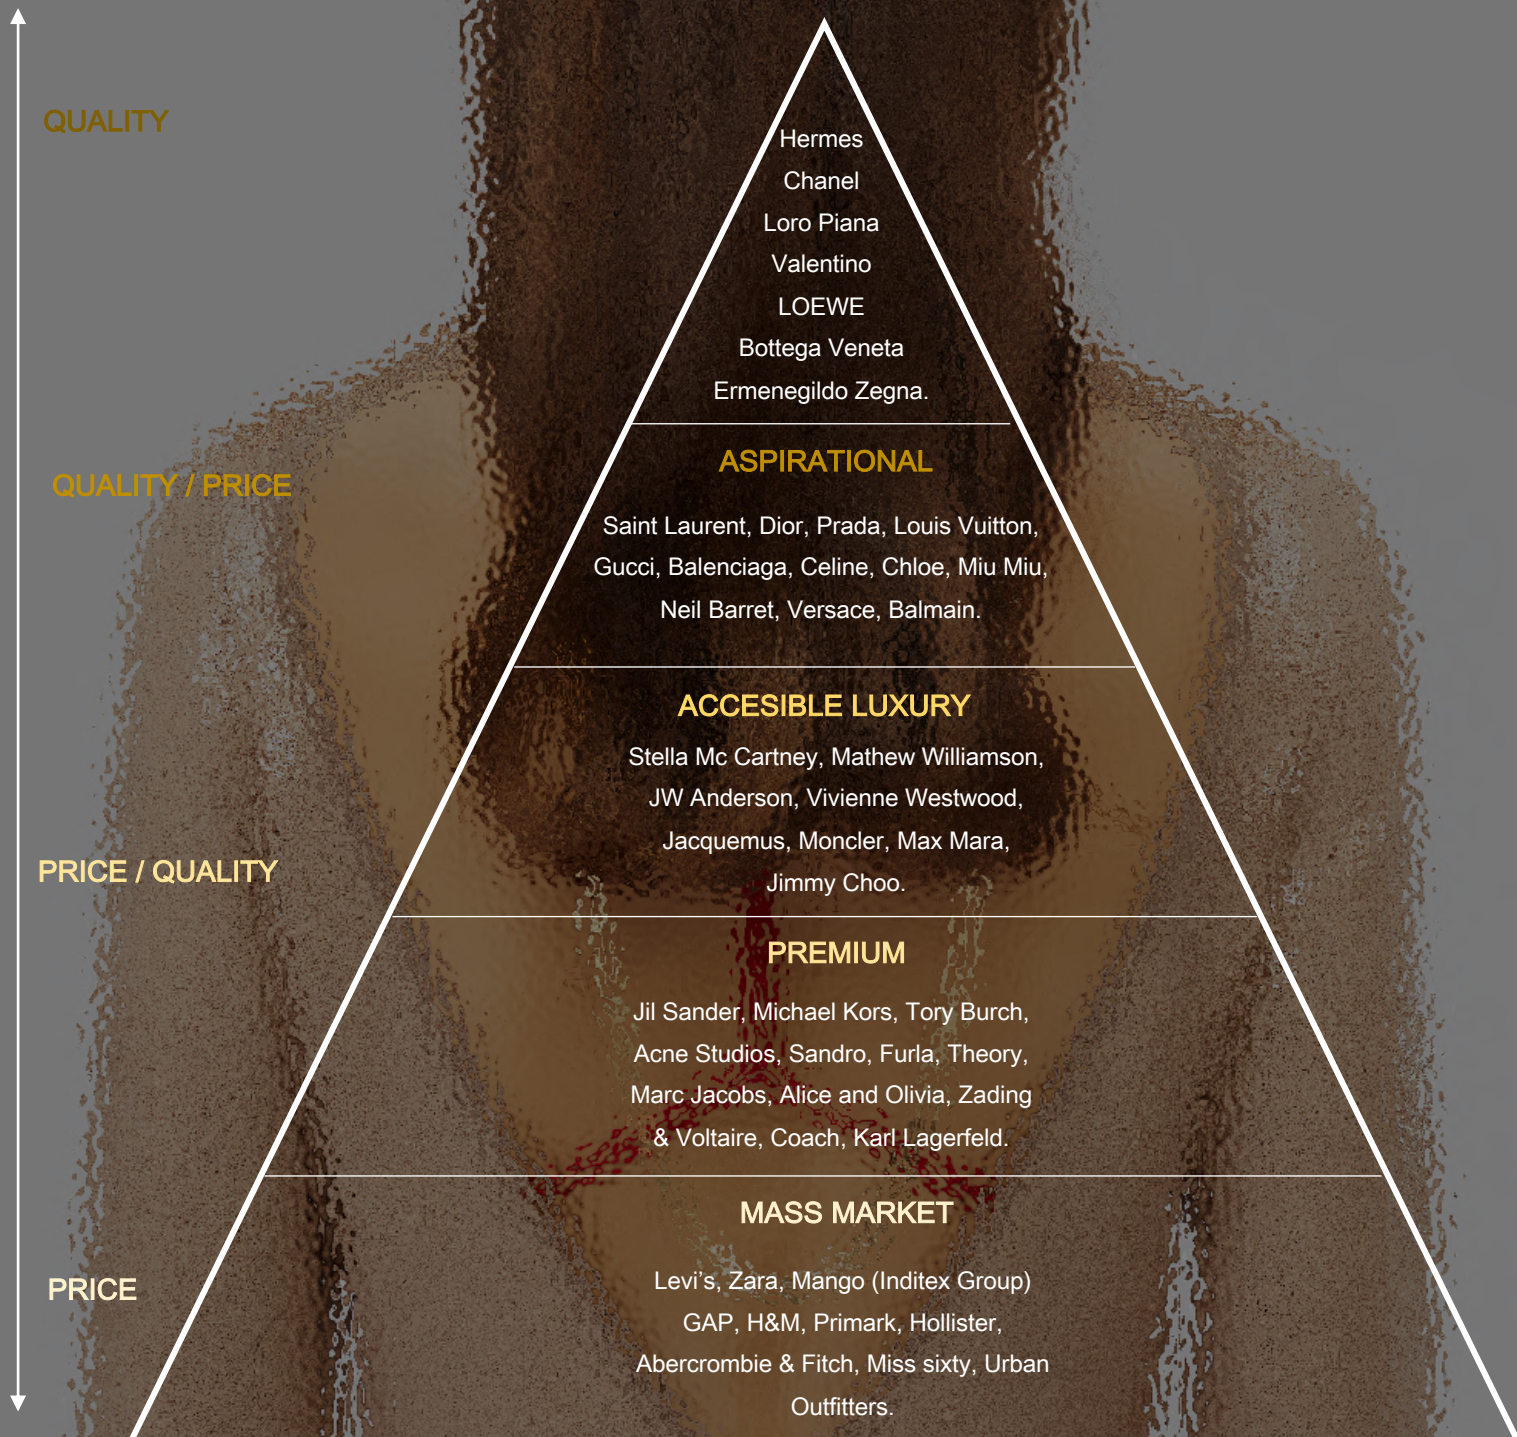 QUALITY
Hermes
Chanel
Loro Piana
Valentino
LOEWE
Bottega Veneta
Ermenegildo Zegna.
ASPIRATIONAL
QUALITY / PRICE
Saint Laurent, Dior, Prada, Louis Vuitton,
Gucci, Balenciaga, Celine, Chloe, Miu Miu,
Neil Barret, Versace, Balmain.
ACCESIBLE LUXURY
Stella Mc Cartney, Mathew Williamson,
JW Anderson, Vivienne Westwood,
Jacquemus, Moncler, Max Mara,
Jimmy Choo.
PRICE / QUALITY
PREMIUM
Jil Sander, Michael Kors, Tory Burch,
Acne Studios, Sandro, Furla, Theory,
Marc Jacobs, Alice and Olivia, Zading
& Voltaire, Coach, Karl Lagerfeld.
MASS MARKET
PRICE
Levi’s, Zara, Mango (Inditex Group)
GAP, H&M, Primark, Hollister,
Abercrombie & Fitch, Miss sixty, Urban
Outfitters.